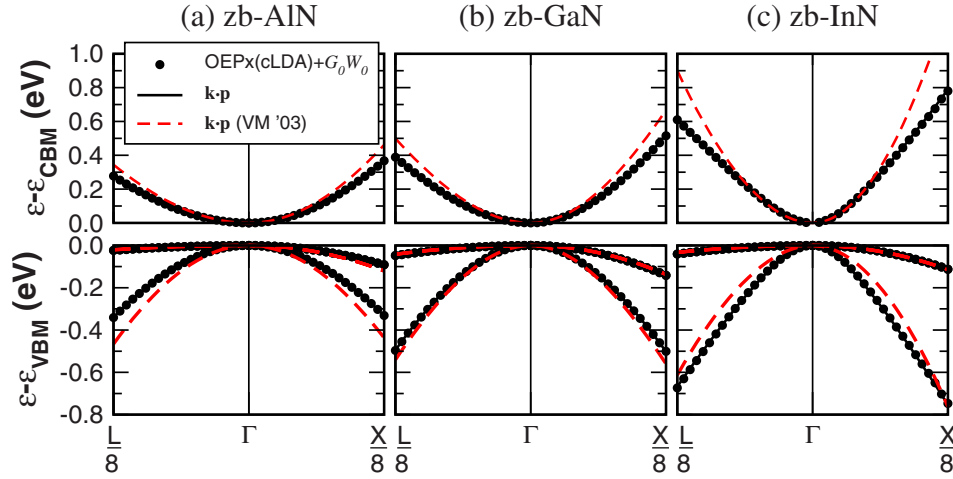 (a) zb-AlN (b) zb-GaN (c) zb-InN
OEPx(cLDA)+G₀W₀
k·p
k·p (VM '03)
ε-εCBM (eV)
1.0
0.8
0.6
0.4
0.2
0.0
ε-εVBM (eV)
0.0
-0.2
-0.4
-0.6
-0.8
L/8 Γ X/8 L/8 Γ X/8 L/8 Γ X/8